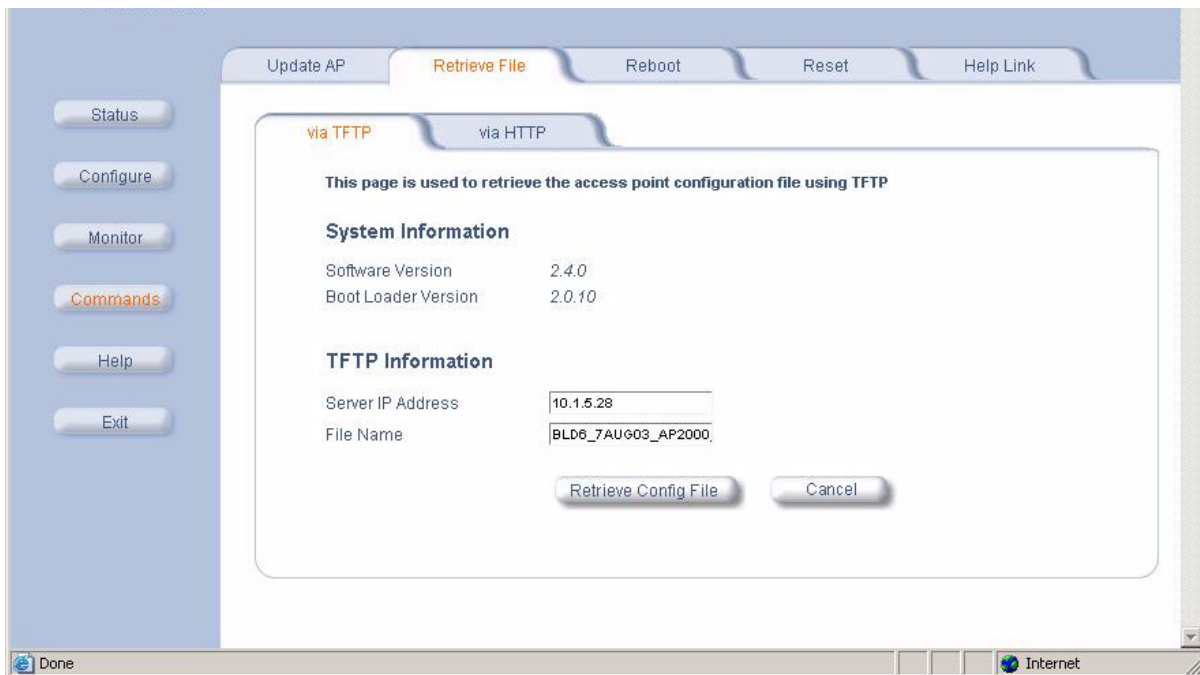 Update AP
Retrieve File
Reboot
Reset
Help Link
Status
Configure
Monitor
Commands
Help
Exit
via TFTP
via HTTP
This page is used to retrieve the access point configuration file using TFTP
System Information
Software Version 2.4.0
Boot Loader Version 2.0.10
TFTP Information
Server IP Address 10.1.5.28
File Name BLD6_7AUG03_AP2000_
Retrieve Config File
Cancel
Done
Internet